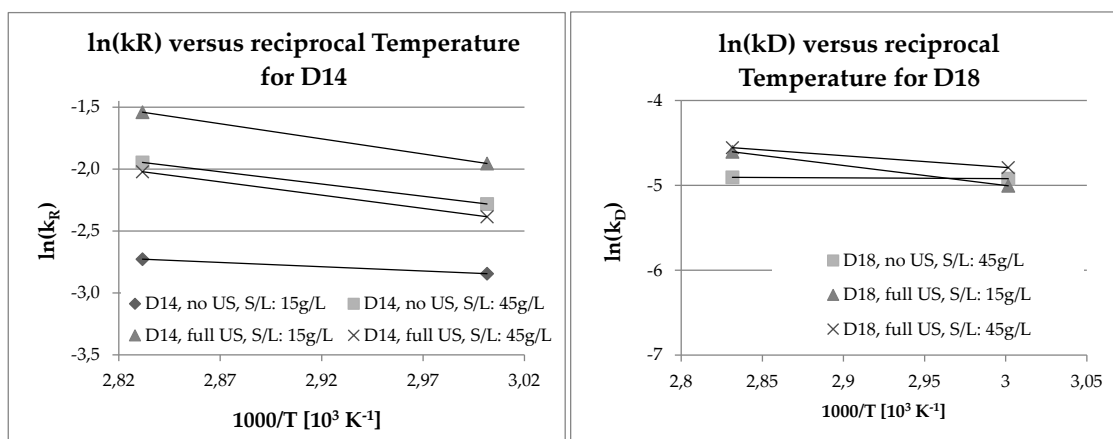 ln(kR) versus reciprocal Temperature
for D14
-1,5
-2,0
-2,5
-3,0
-3,5
ln(kR)
2,82
2,87
2,92
2,97
3,02
1000/T [10³ K⁻¹]
D14, no US, S/L: 15g/L
D14, no US, S/L: 45g/L
D14, full US, S/L: 15g/L
D14, full US, S/L: 45g/L
ln(kD) versus reciprocal
Temperature for D18
-4
-5
-6
-7
ln(kD)
D18, no US, S/L: 45g/L
D18, full US, S/L: 15g/L
D18, full US, S/L: 45g/L
2,8
2,85
2,9
2,95
3
3,05
1000/T [10³ K⁻¹]